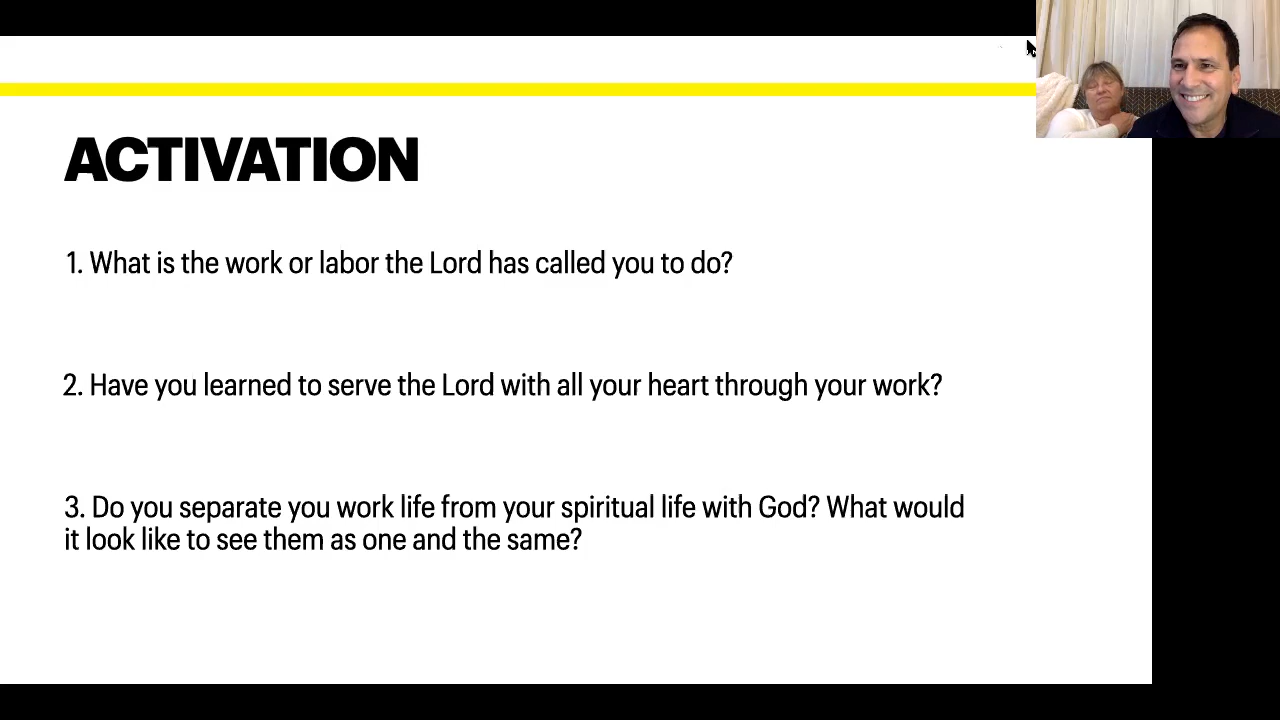 ACTIVATION
1. What is the work or labor the Lord has called you to do?
2. Have you learned to serve the Lord with all your heart through your work?
3. Do you separate you work life from your spiritual life with God? What would
it look like to see them as one and the same?